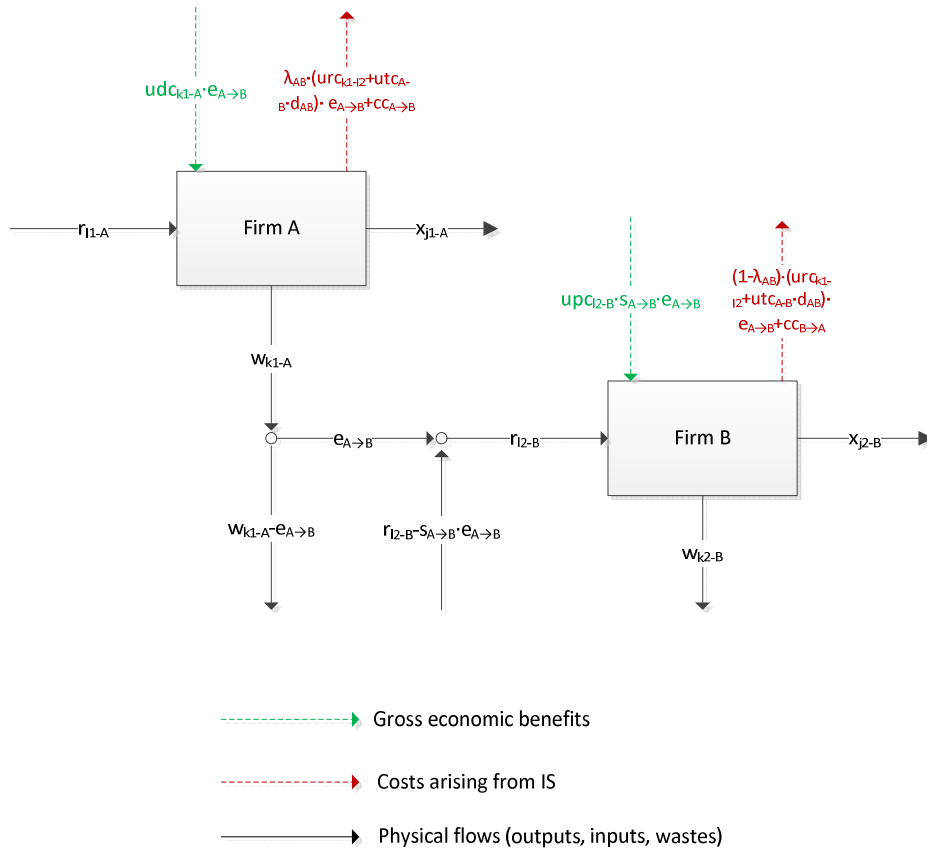 udck1-A·eA→B
λAB·(urck1-l2+utcA-
B·dAB)· eA→B+ccA→B
rl1-A
Firm A
xj1-A
upcl2-B·sA→B·eA→B
(1-λAB)·(urck1-
l2+utcA-B·dAB)·
eA→B+ccB→A
wk1-A
eA→B
rl2-B
Firm B
xj2-B
wk1-A-eA→B
rl2-B-sA→B·eA→B
wk2-B
Gross economic benefits
Costs arising from IS
Physical flows (outputs, inputs, wastes)